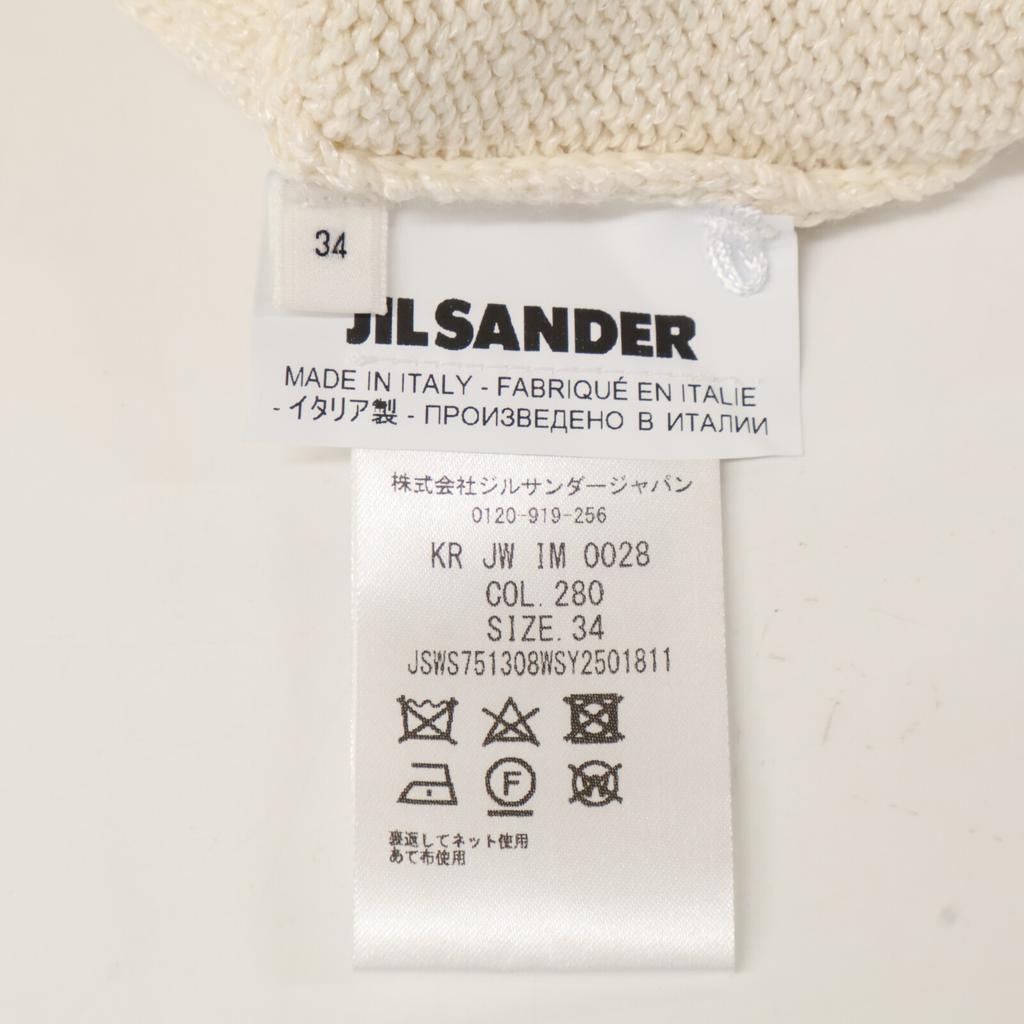 34
JIL SANDER
MADE IN ITALY - FABRIQUÉ EN ITALIE
- イタリア製 - ПРОИЗВЕДЕНО В ИТАЛИИ
株式会社ジルサンダージャパン
0120-919-256
KR JW IM 0028
COL. 280
SIZE. 34
JSWS751308WSY2501811
F
W
裏返してネット使用
あて布使用